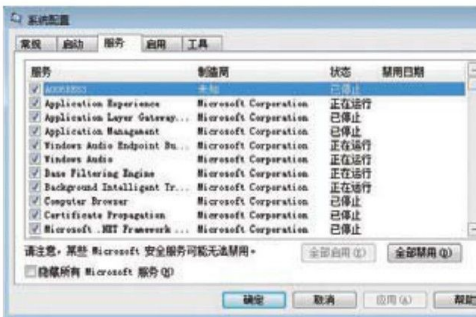 系统配置
常规 启动 服务 启用 工具
服务 制造商 状态 禁用日期
未知 已停止
Application Experience Microsoft Corporation 正在运行
Application Layer Gateway... Microsoft Corporation 已停止
Application Management Microsoft Corporation 已停止
Windows Audio Endpoint Bu... Microsoft Corporation 正在运行
Windows Audio Microsoft Corporation 正在运行
Base Filtering Engine Microsoft Corporation 正在运行
Background Intelligent Tr... Microsoft Corporation 正在运行
Computer Browser Microsoft Corporation 已停止
Certificate Propagation Microsoft Corporation 已停止
Microsoft .NET Framework ... Microsoft Corporation 已停止
请注意,某些 Microsoft 安全服务可能无法禁用。
全部启用(E) 全部禁用(D)
隐藏所有 Microsoft 服务(H)
确定 取消 应用(A) 帮助